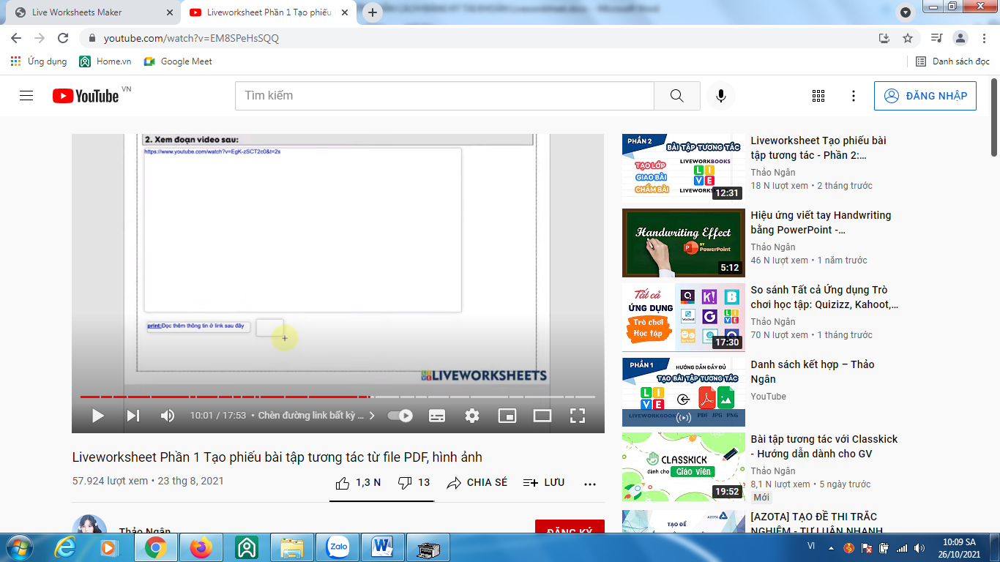 Live Worksheets Maker
Liveworksheet Phần 1 Tạo phiếu
youtube.com/watch?v=EM8SPeHsSQQ
Ứng dụng
Home.vn
Google Meet
Danh sách đọc
YouTube VN
Tìm kiếm
ĐĂNG NHẬP
2. Xem đoạn video sau:
https://www.youtube.com/watch?v=EgK-zSCT2c0&t=2s
print:Dọc thêm thông tin ở link sau đây
LIVEWORKSHEETS
10:01 / 17:53 • Chèn đường link bất kỳ ...
Liveworksheet Phần 1 Tạo phiếu bài tập tương tác từ file PDF, hình ảnh
57.924 lượt xem • 23 thg 8, 2021
1,3 N
13
CHIA SẺ
LƯU
Thảo Ngân
ĐĂNG KÝ
PHẦN 2
BÀI TẬP TƯƠNG TÁC
TẠO LỚP
GIAO BÀI
CHẤM BÀI
LIVEWORKBOOKS
LIVE
12:31
Liveworksheet Tạo phiếu bài
tập tương tác - Phần 2:...
Thảo Ngân
18 N lượt xem • 2 tháng trước
Handwriting Effect
BY
PowerPoint
5:12
Hiệu ứng viết tay Handwriting
bằng PowerPoint -...
Thảo Ngân
46 N lượt xem • 1 năm trước
Tất cả
ỨNG DỤNG
Trò chơi
Học tập
17:30
So sánh Tất cả Ứng dụng Trò
chơi học tập: Quizizz, Kahoot,...
Thảo Ngân
70 N lượt xem • 1 tháng trước
PHẦN 1
HƯỚNG DẪN ĐẦY ĐỦ
TẠO BÀI TẬP TƯƠNG TÁC
LIVE
PDF JPG PNG
Danh sách kết hợp – Thảo
Ngân
YouTube
CLASSKICK
dành cho Giáo viên
19:52
Bài tập tương tác với Classkick
- Hướng dẫn dành cho GV
Thảo Ngân
8,1 N lượt xem • 5 ngày trước
Mới
TẠO ĐỀ
AZOTA
[AZOTA] TẠO ĐỀ THI TRẮC
NGHIỆM - TỰ LUẬN NHANH
Zalo
VI
10:09 SA
26/10/2021